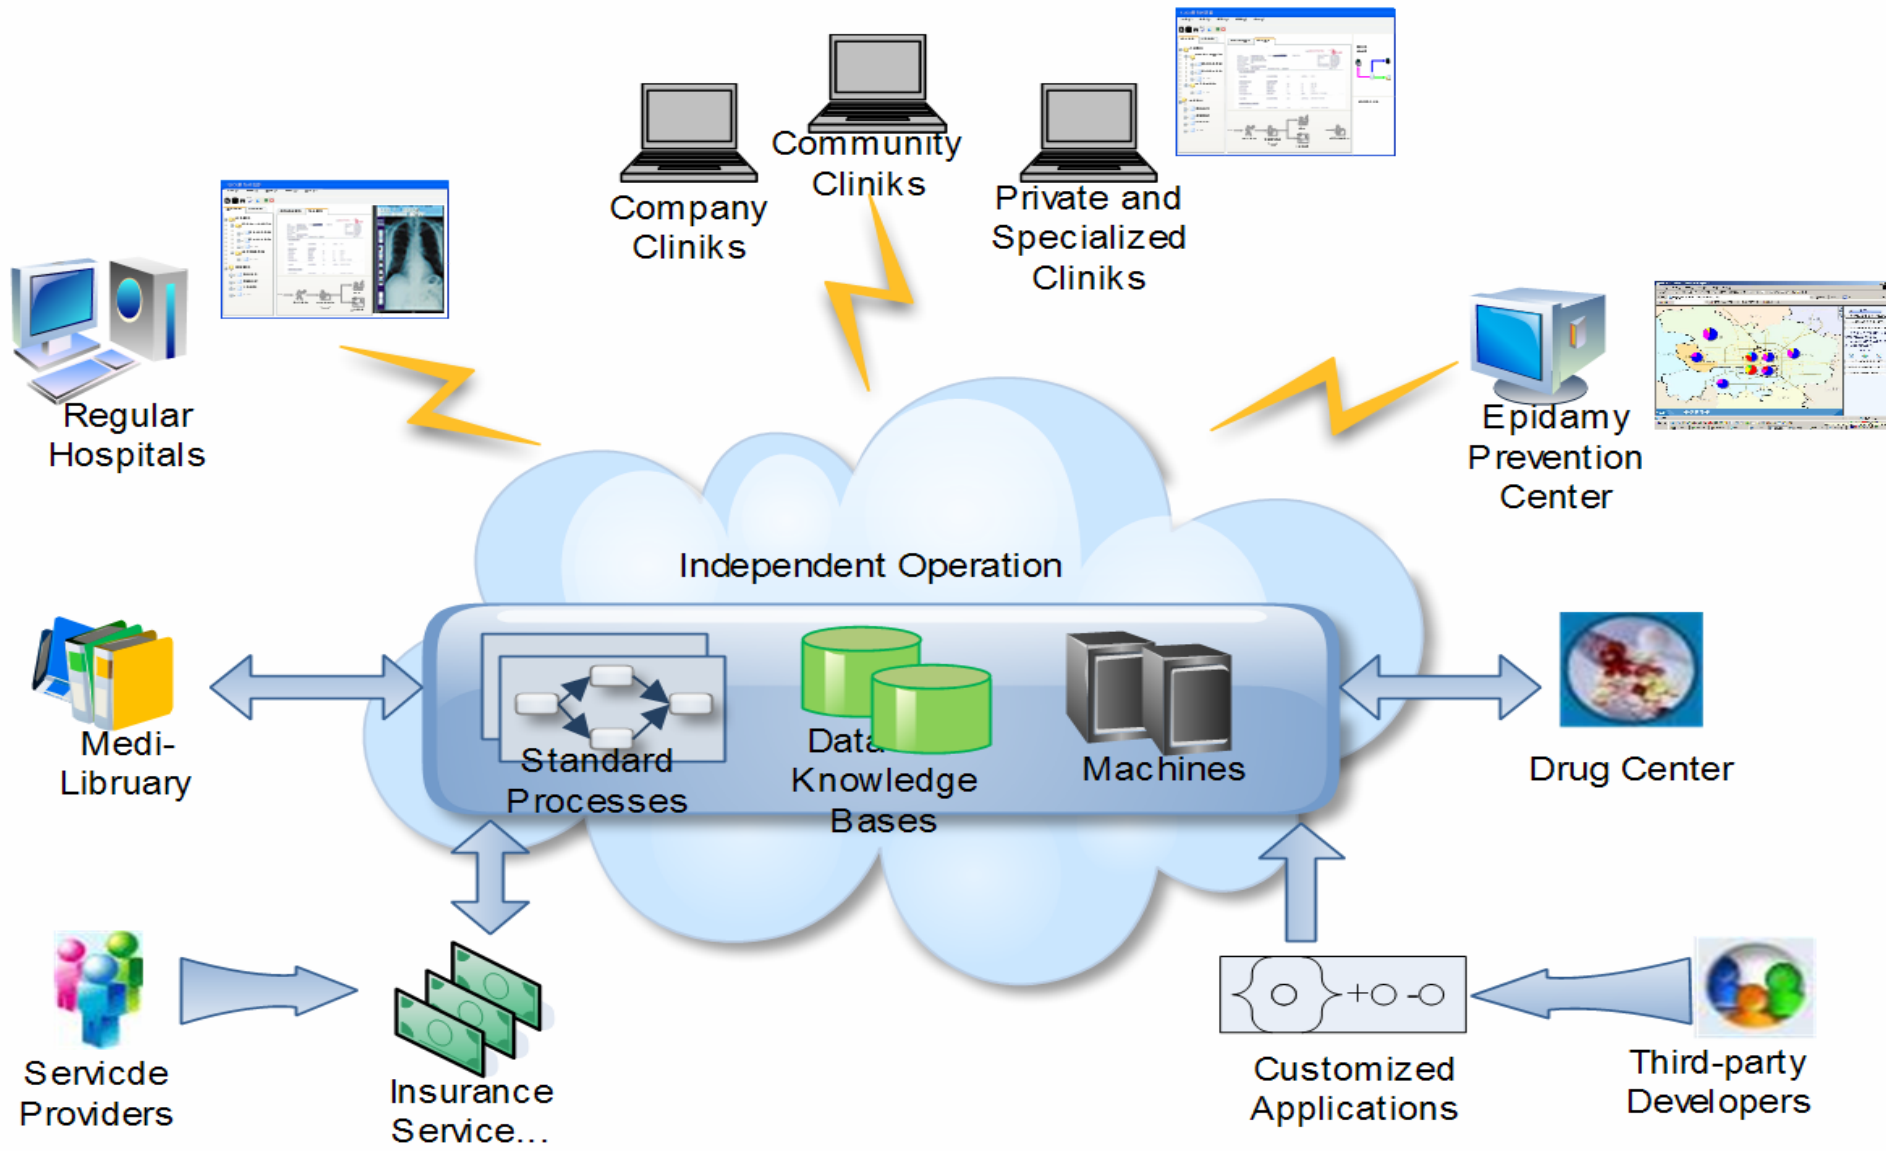 Community
Cliniks
Company
Cliniks
Private and
Specialized
Cliniks
Regular
Hospitals
Epidamy
Prevention
Center
Independent Operation
Medi-
Libruary
Standard
Processes
Data
Knowledge
Bases
Machines
Drug Center
Servicde
Providers
Insurance
Service...
Customized
Applications
Third-party
Developers